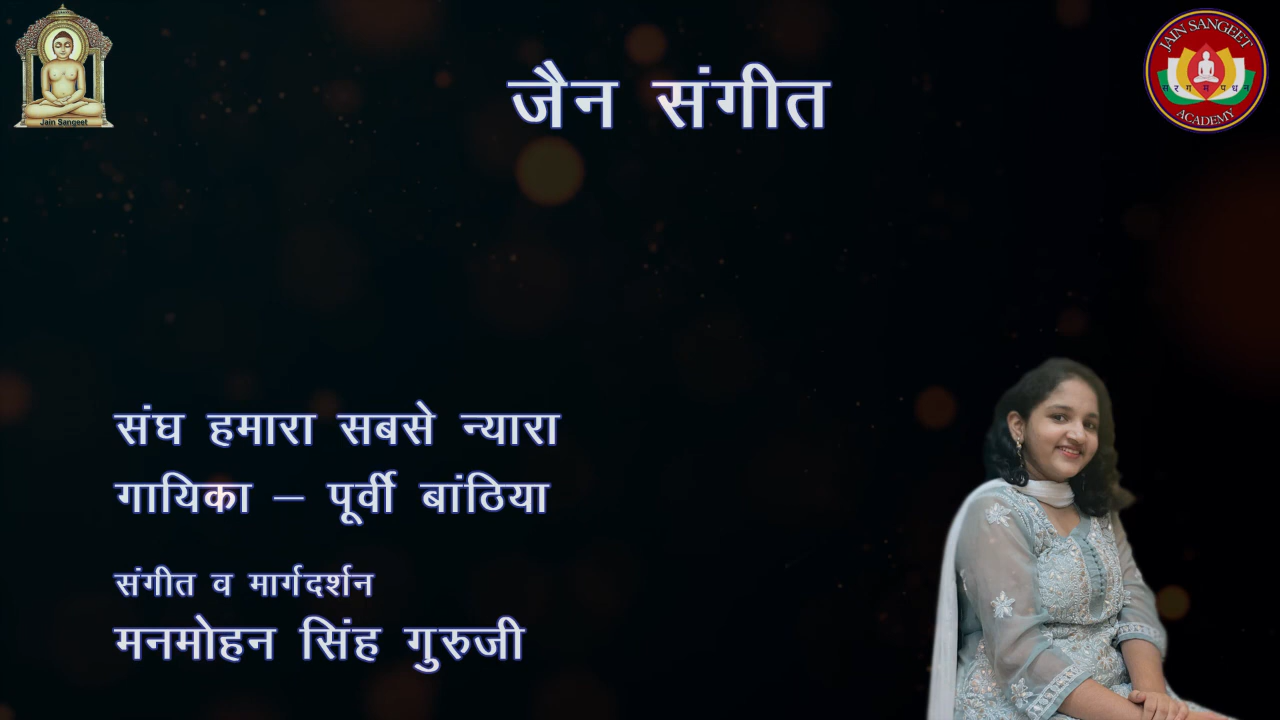 Jain Sangeet
जैन संगीत
JAIN SANGEET
स र ग म प ध न
ACADEMY
संघ हमारा सबसे न्यारा
गायिका – पूर्वी बांठिया
संगीत व मार्गदर्शन
मनमोहन सिंह गुरुजी